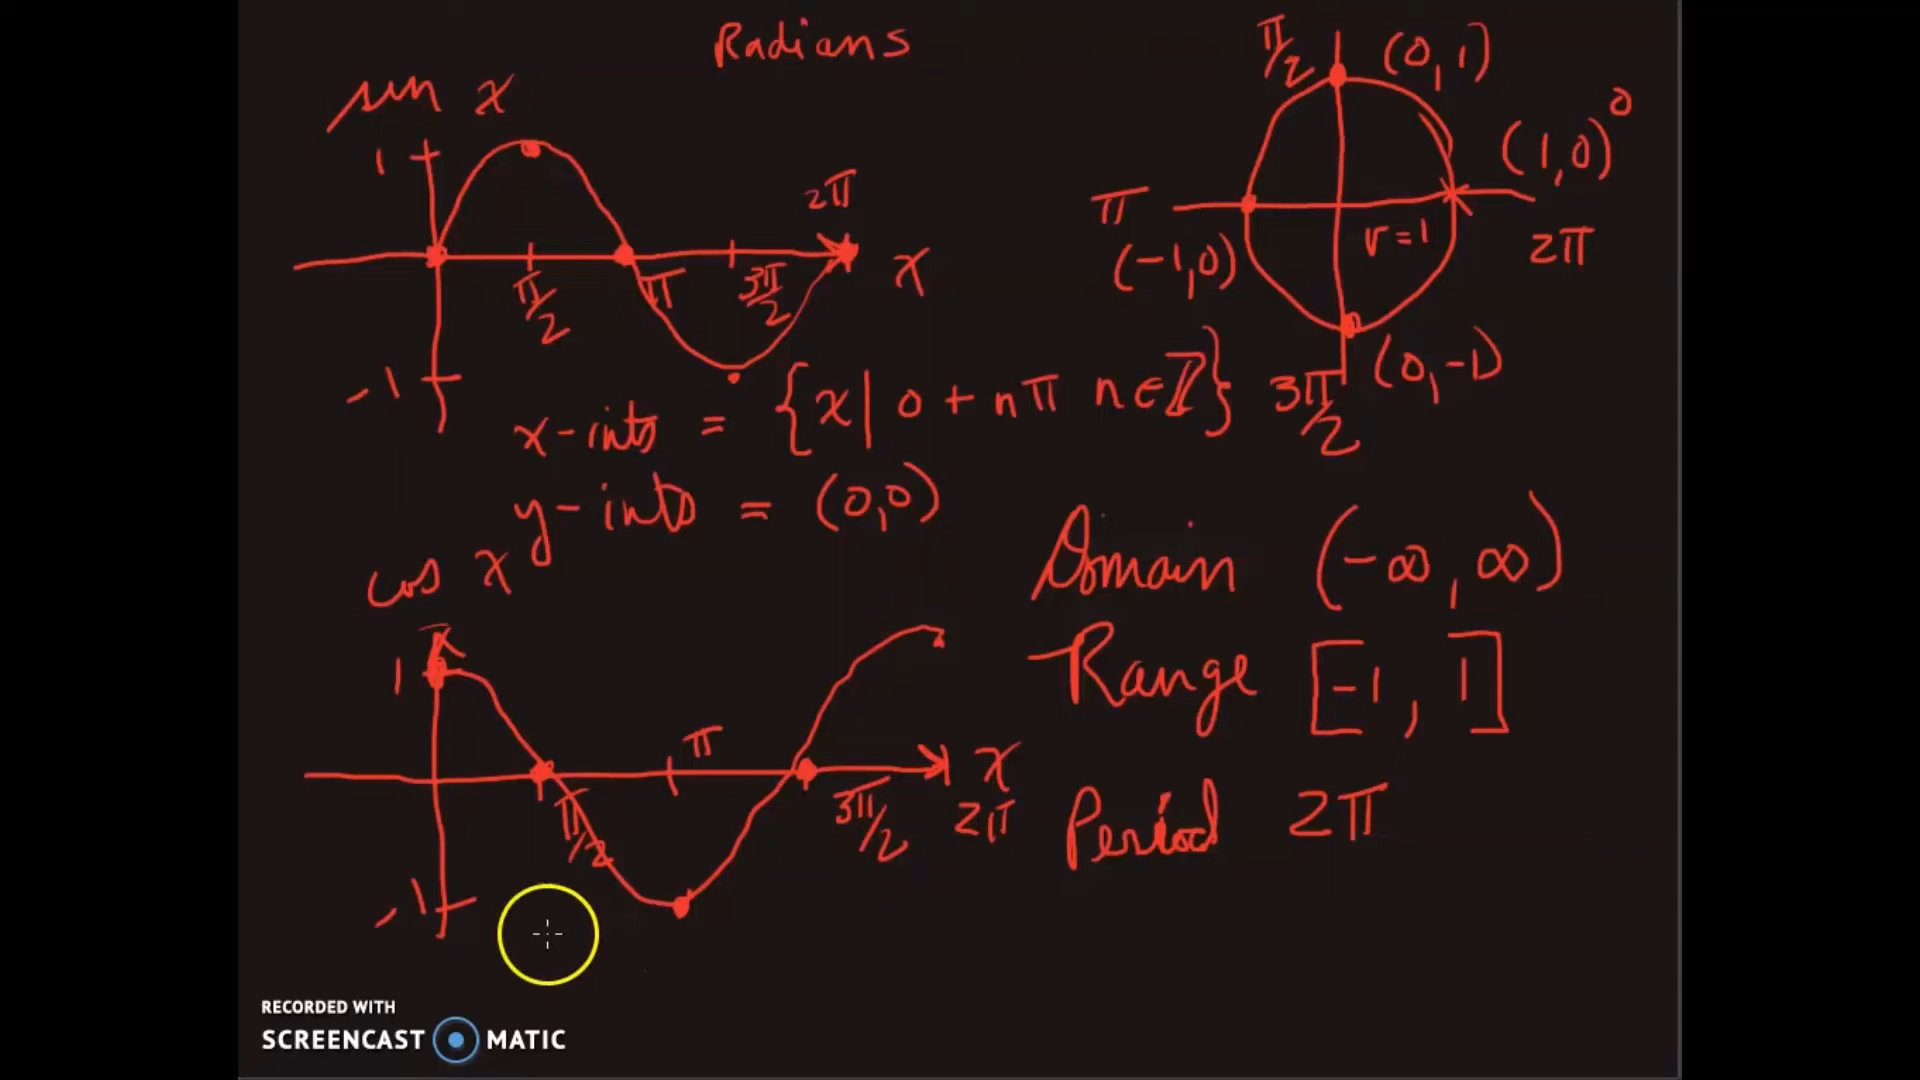 Radians
sin x
1
-1
π/2
π
3π/2
2π
x
π/2
(0,1)
(1,0) 0
2π
π
(-1,0)
r=1
(0,-1)
3π/2
x-ints = {x| 0 + nπ n∈ℤ}
y-ints = (0,0)
cos x
1
-1
π/2
π
3π/2
2π
x
Domain (-∞,∞)
Range [-1, 1]
Period 2π
RECORDED WITH
SCREENCAST MATIC